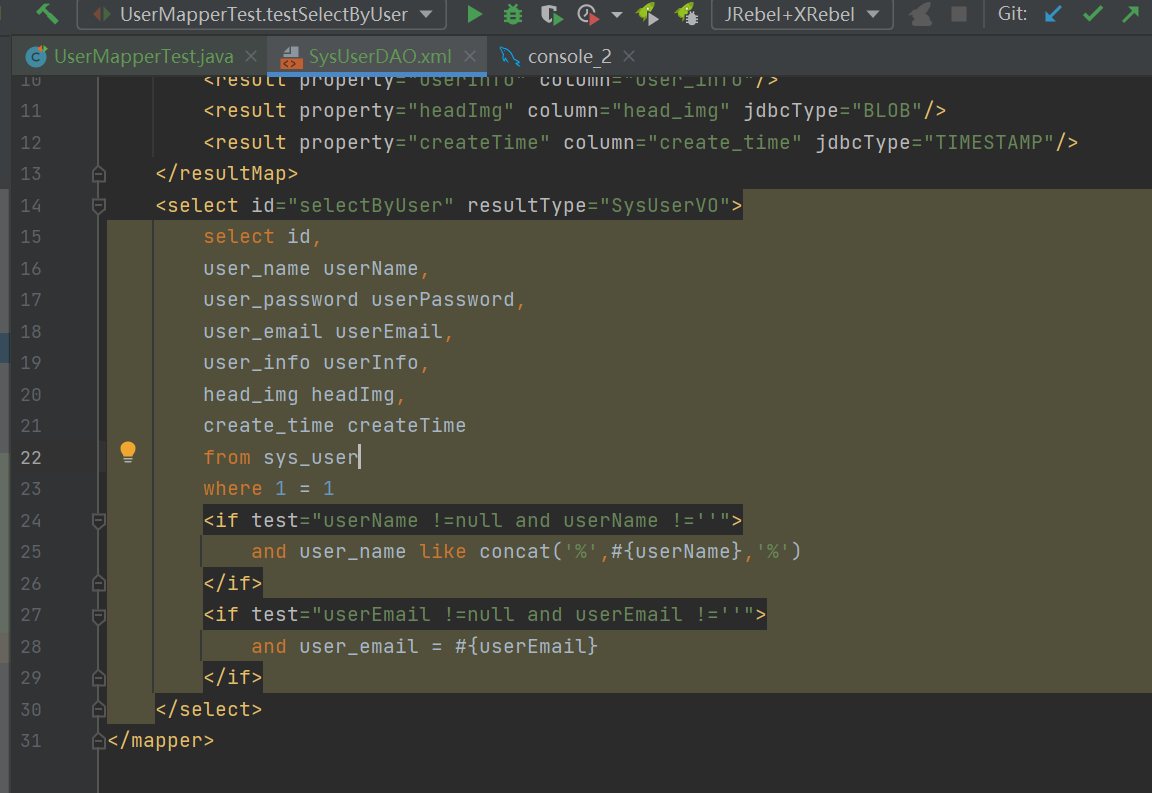 UserMapperTest.testSelectByUser JRebel+XRebel Git:
UserMapperTest.java SysUserDAO.xml console_2
10 <result property="userInfo" column="user_info"/>
11 <result property="headImg" column="head_img" jdbcType="BLOB"/>
12 <result property="createTime" column="create_time" jdbcType="TIMESTAMP"/>
13 </resultMap>
14 <select id="selectByUser" resultType="SysUserVO">
15 select id,
16 user_name userName,
17 user_password userPassword,
18 user_email userEmail,
19 user_info userInfo,
20 head_img headImg,
21 create_time createTime
22 from sys_user
23 where 1 = 1
24 <if test="userName !=null and userName !=''">
25 and user_name like concat('%',#{userName},'%')
26 </if>
27 <if test="userEmail !=null and userEmail !=''">
28 and user_email = #{userEmail}
29 </if>
30 </select>
31 </mapper>